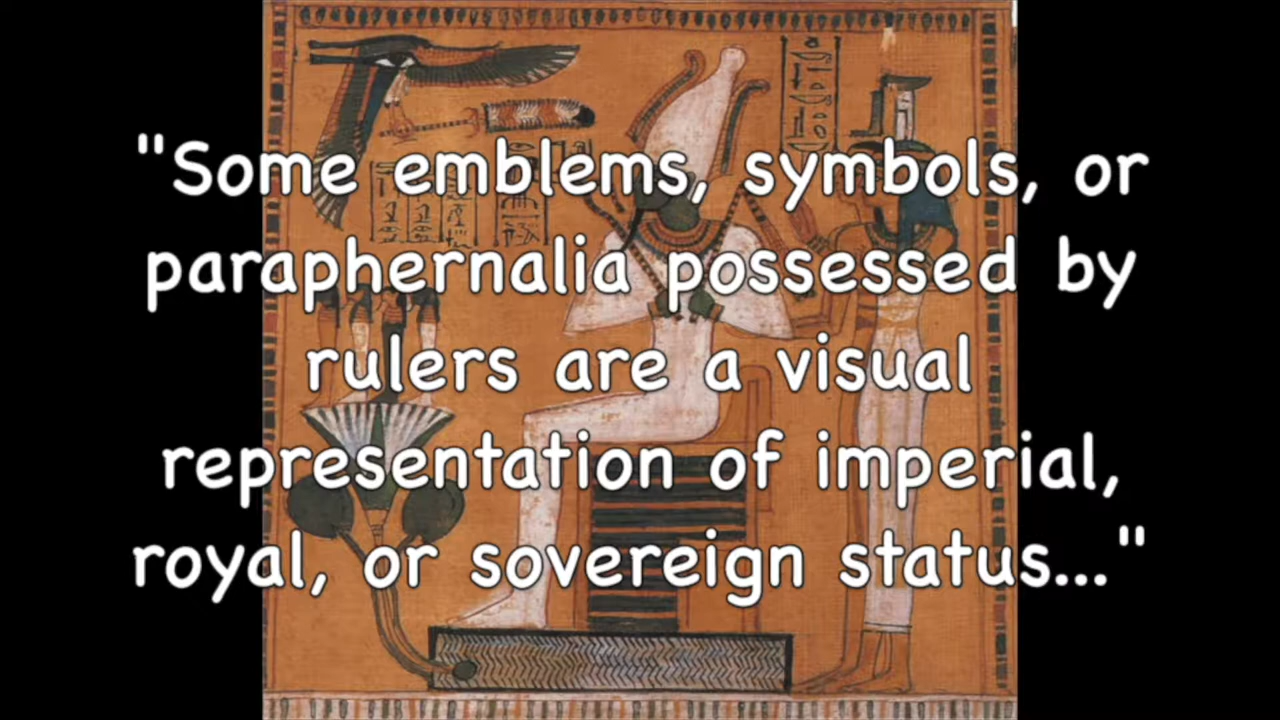 "Some emblems, symbols, or
paraphernalia possessed by
rulers are a visual
representation of imperial,
royal, or sovereign status..."